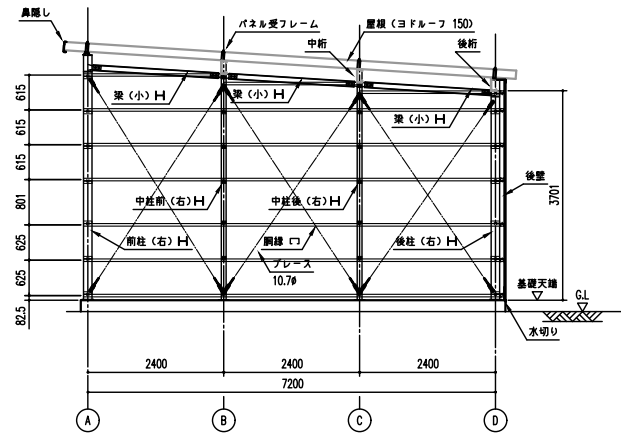 鼻隠し
パネル受フレーム
屋根（ヨドルーフ 150）
中桁
後桁
梁（小）H
梁（小）H
梁（小）H
615
615
615
801
625
625
82.5
中柱前（右）H
中柱後（右）H
後壁
3701
前柱（右）H
胴縁 C
後柱（右）H
ブレース
10.7φ
基礎天端
G.L
水切り
2400
2400
2400
7200
A
B
C
D